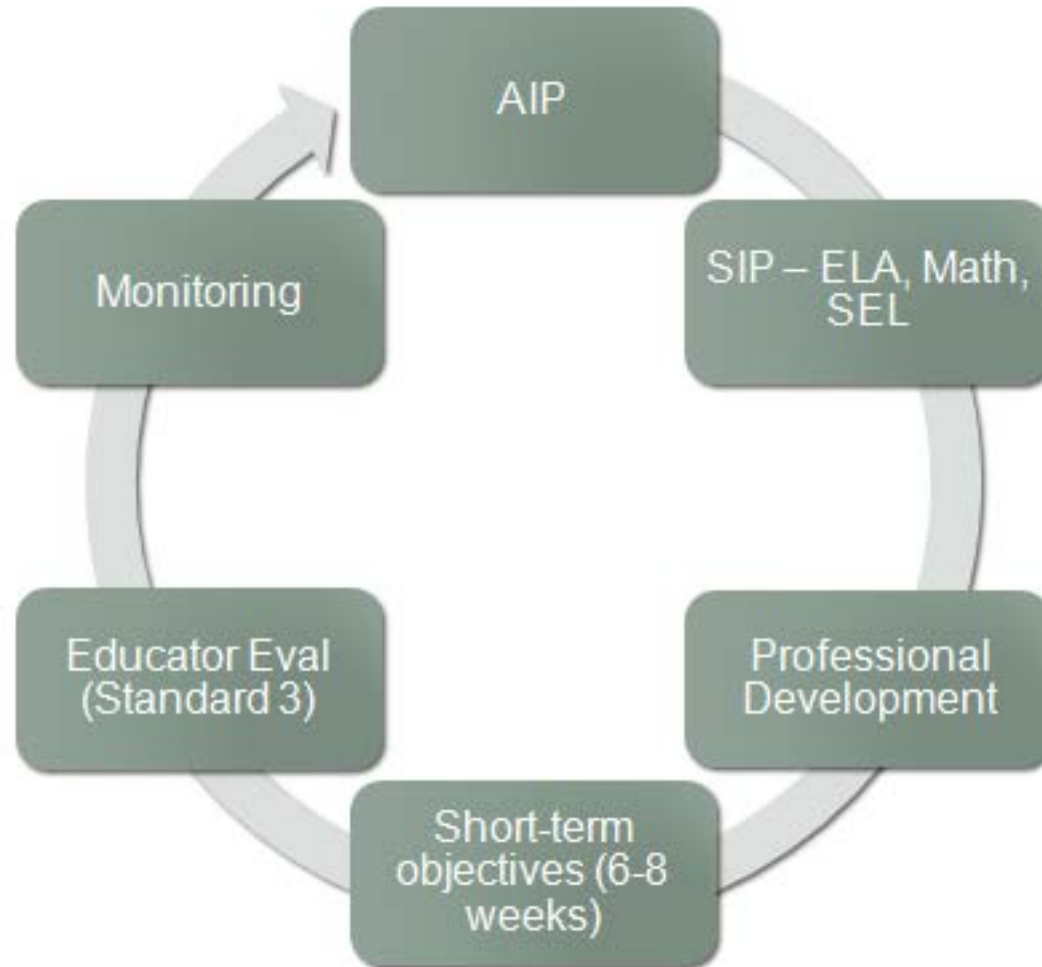 AIP
SIP – ELA, Math,
SEL
Professional
Development
Short-term
objectives (6-8
weeks)
Educator Eval
(Standard 3)
Monitoring